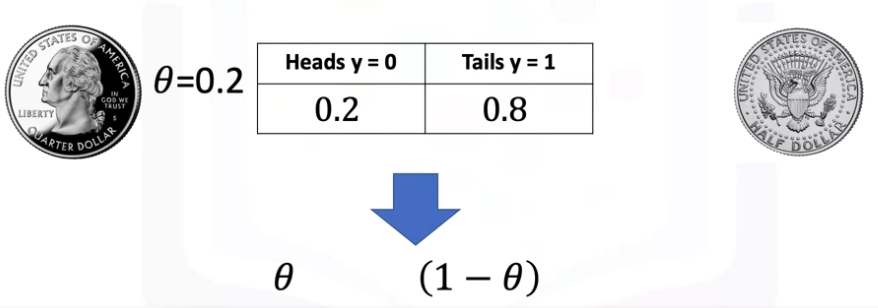 UNITED STATES OF AMERICA
LIBERTY
IN
GOD WE
TRUST
S
QUARTER DOLLAR
θ=0.2
Heads y = 0 Tails y = 1
0.2 0.8
UNITED STATES OF AMERICA
HALF DOLLAR
θ (1 − θ)